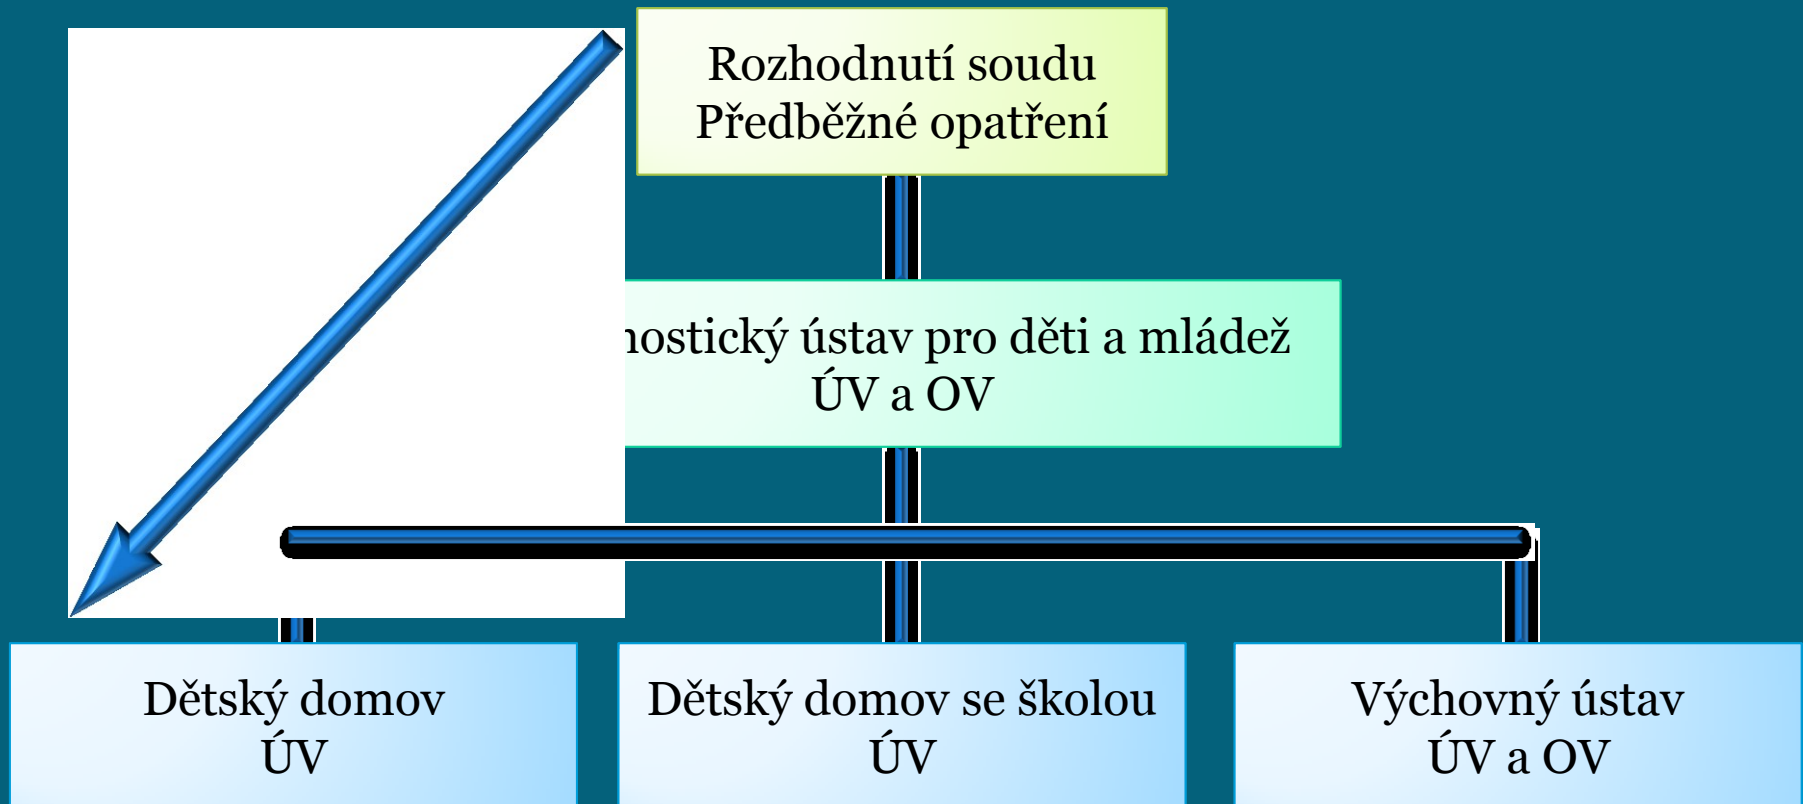 Rozhodnutí soudu
Předběžné opatření
ústav pro děti a mládež
ÚV a OV
Dětský domov
ÚV
Dětský domov se školou
ÚV
Výchovný ústav
ÚV a OV